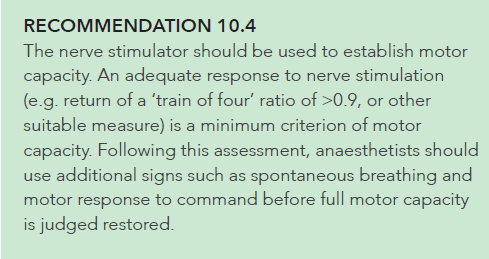 RECOMMENDATION 10.4
The nerve stimulator should be used to establish motor
capacity. An adequate response to nerve stimulation
(e.g. return of a ‘train of four’ ratio of >0.9, or other
suitable measure) is a minimum criterion of motor
capacity. Following this assessment, anaesthetists should
use additional signs such as spontaneous breathing and
motor response to command before full motor capacity
is judged restored.